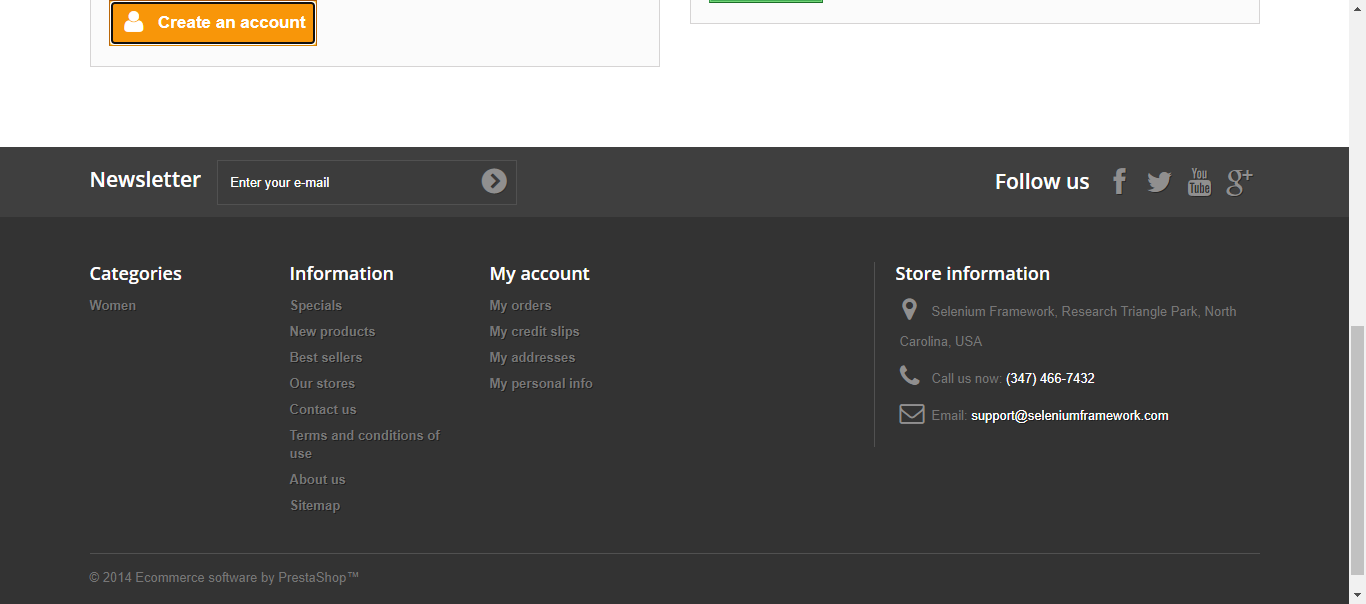 Create an account
Newsletter
Enter your e-mail
Follow us
You
Tube
g+
Categories
Women
Information
Specials
New products
Best sellers
Our stores
Contact us
Terms and conditions of
use
About us
Sitemap
My account
My orders
My credit slips
My addresses
My personal info
Store information
Selenium Framework, Research Triangle Park, North
Carolina, USA
Call us now: (347) 466-7432
Email: support@seleniumframework.com
© 2014 Ecommerce software by PrestaShop™